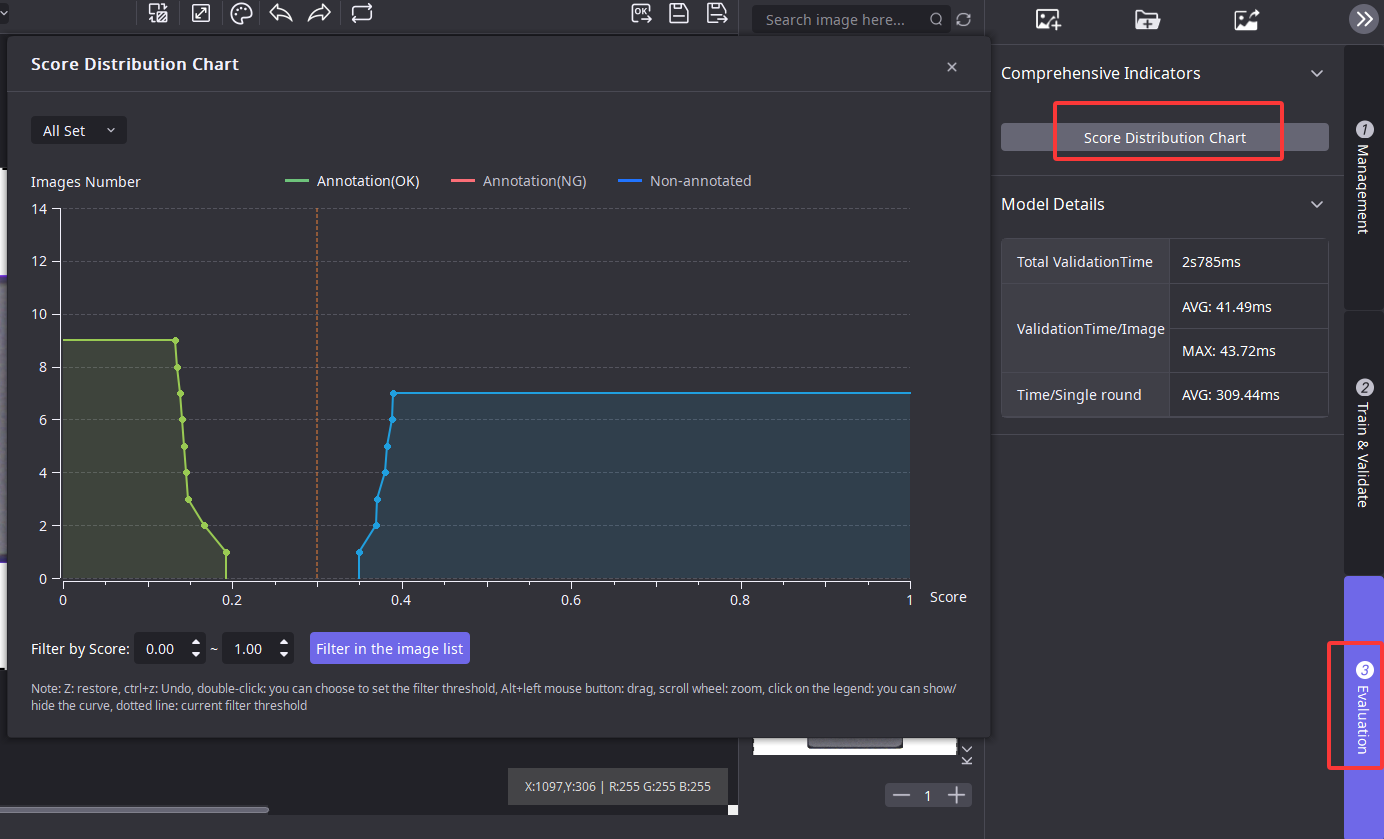 OK
Search image here...
Score Distribution Chart
Comprehensive Indicators
Score Distribution Chart
Model Details
Total ValidationTime
2s785ms
ValidationTime/Image
AVG: 41.49ms
MAX: 43.72ms
Time/Single round
AVG: 309.44ms
1 Management
2 Train & Validate
3 Evaluation
All Set
Images Number
Annotation(OK)
Annotation(NG)
Non-annotated
14
12
10
8
6
4
2
0
0
0.2
0.4
0.6
0.8
1
Score
Filter by Score: 0.00 ~ 1.00 Filter in the image list
Note: Z: restore, ctrl+z: Undo, double-click: you can choose to set the filter threshold, Alt+left mouse button: drag, scroll wheel: zoom, click on the legend: you can show/
hide the curve, dotted line: current filter threshold
X:1097,Y:306 | R:255 G:255 B:255
1